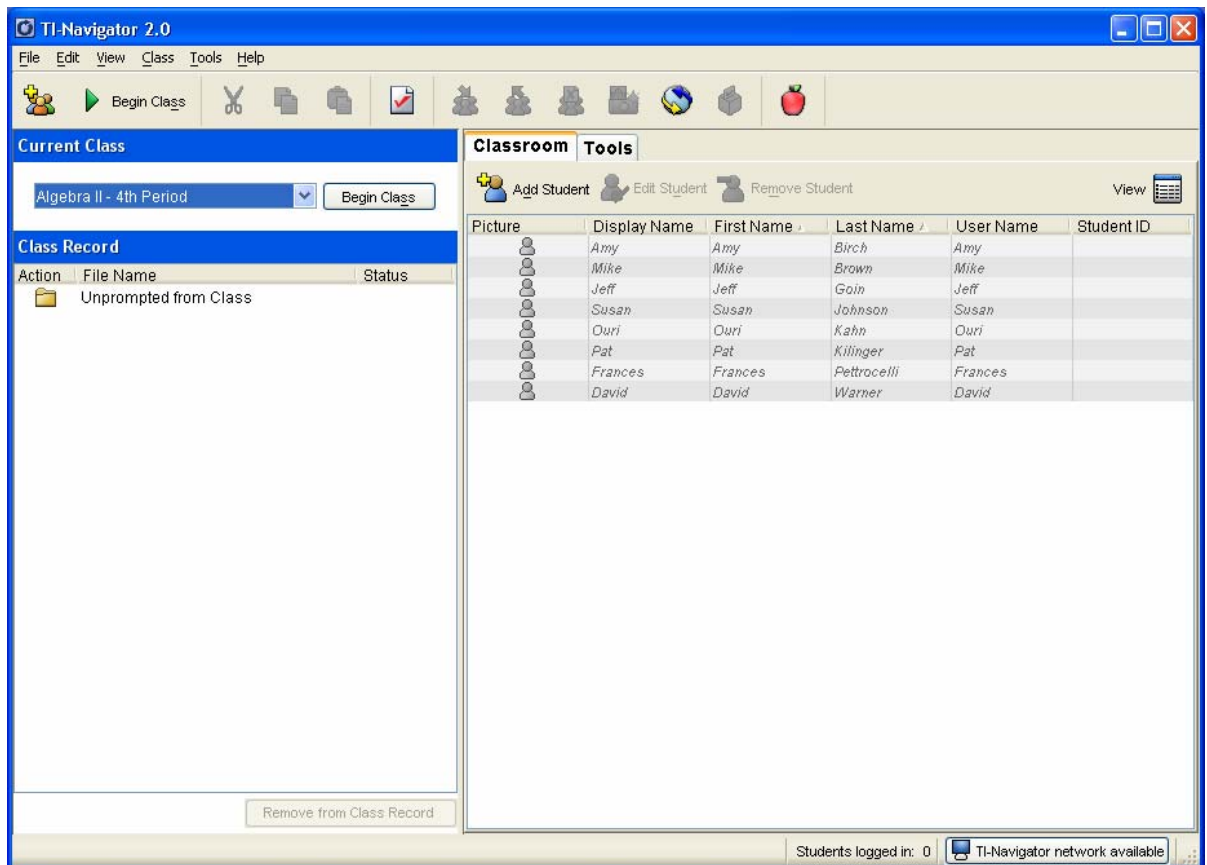 TI-Navigator 2.0
File Edit View Class Tools Help
Begin Class
Current Class
Algebra II - 4th Period Begin Class
Class Record
Action File Name Status
Unprompted from Class
Remove from Class Record
Classroom Tools
Add Student Edit Student Remove Student View
Picture Display Name First Name Last Name User Name Student ID
Amy Amy Birch Amy
Mike Mike Brown Mike
Jeff Jeff Goin Jeff
Susan Susan Johnson Susan
Ouri Ouri Kahn Ouri
Pat Pat Kilinger Pat
Frances Frances Pettrocelli Frances
David David Warner David
Students logged in: 0 TI-Navigator network available